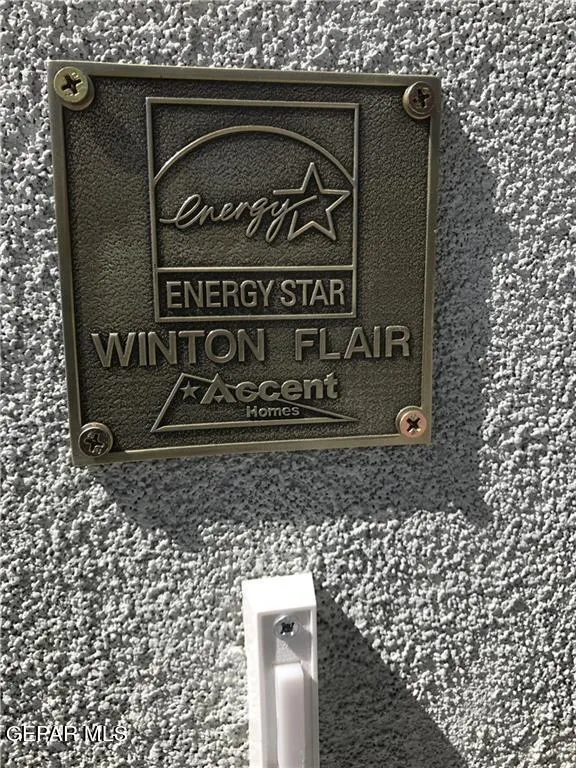 energy
ENERGY STAR
WINTON FLAIR
Accent
Homes
GEPAR MLS